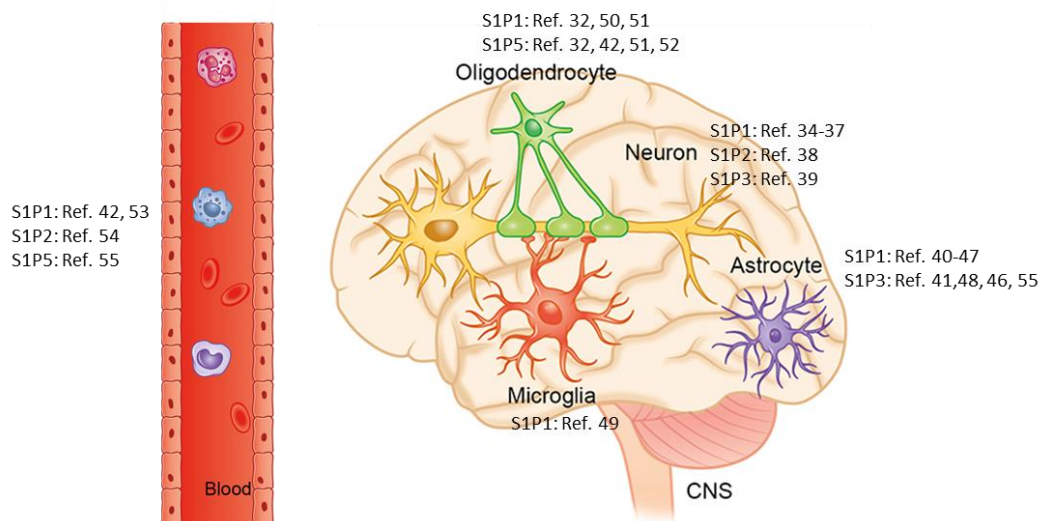 S1P1: Ref. 32, 50, 51
S1P5: Ref. 32, 42, 51, 52
Oligodendrocyte
Neuron
S1P1: Ref. 34-37
S1P2: Ref. 38
S1P3: Ref. 39
S1P1: Ref. 42, 53
S1P2: Ref. 54
S1P5: Ref. 55
Astrocyte
S1P1: Ref. 40-47
S1P3: Ref. 41,48, 46, 55
Microglia
S1P1: Ref. 49
Blood
CNS